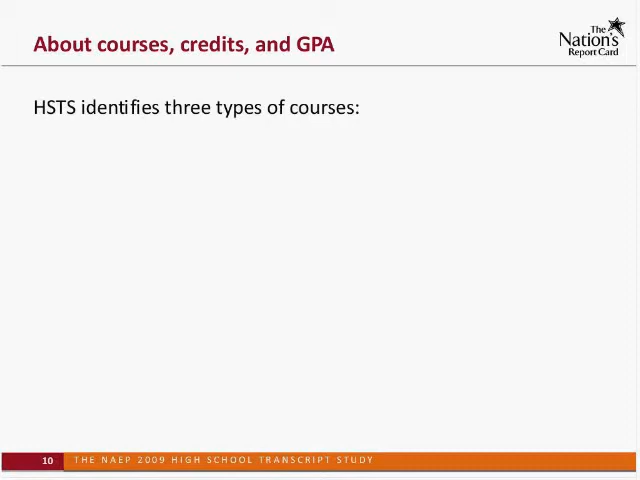 About courses, credits, and GPA
The
Nation's
Report Card
HSTS identifies three types of courses:
10 THE NAEP 2009 HIGH SCHOOL TRANSCRIPT STUDY